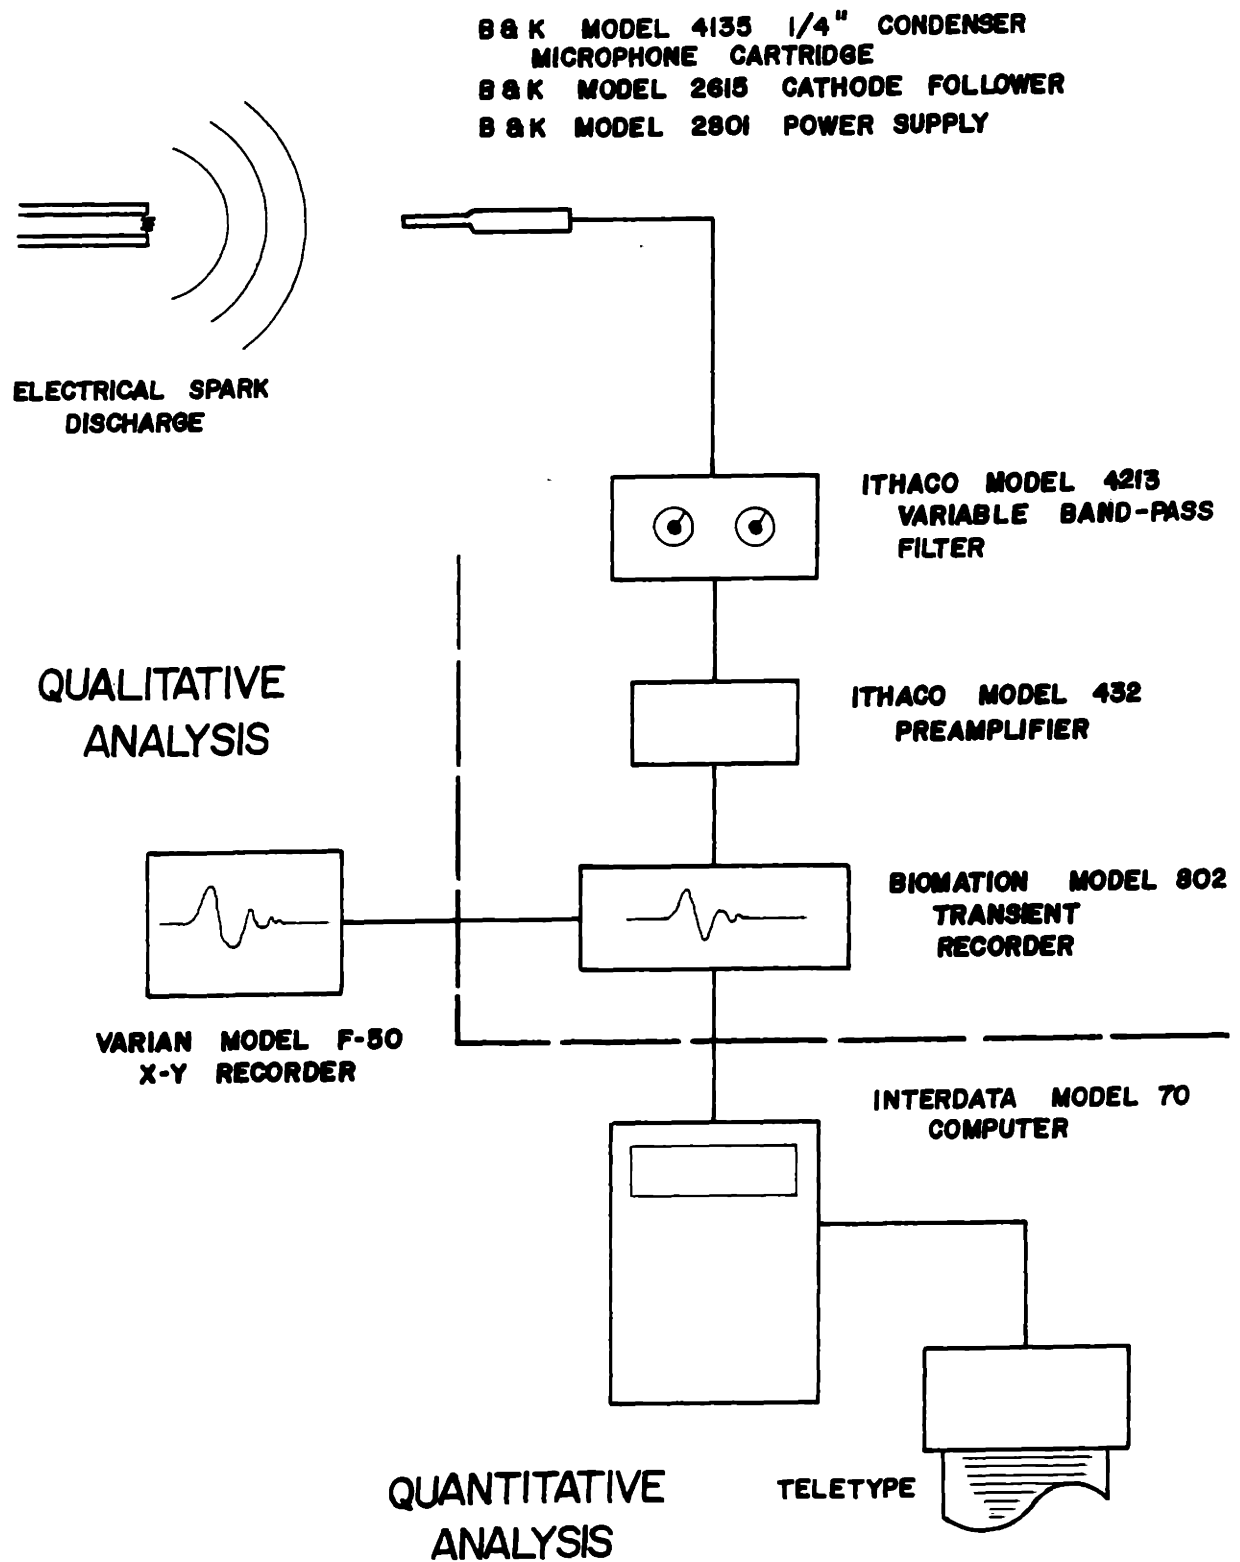 B & K MODEL 4135 1/4" CONDENSER
MICROPHONE CARTRIDGE
B & K MODEL 2615 CATHODE FOLLOWER
B & K MODEL 2801 POWER SUPPLY
ELECTRICAL SPARK
DISCHARGE
ITHACO MODEL 4213
VARIABLE BAND-PASS
FILTER
QUALITATIVE
ANALYSIS
ITHACO MODEL 432
PREAMPLIFIER
BIOMATION MODEL 802
TRANSIENT
RECORDER
VARIAN MODEL F-50
X-Y RECORDER
INTERDATA MODEL 70
COMPUTER
TELETYPE
QUANTITATIVE
ANALYSIS